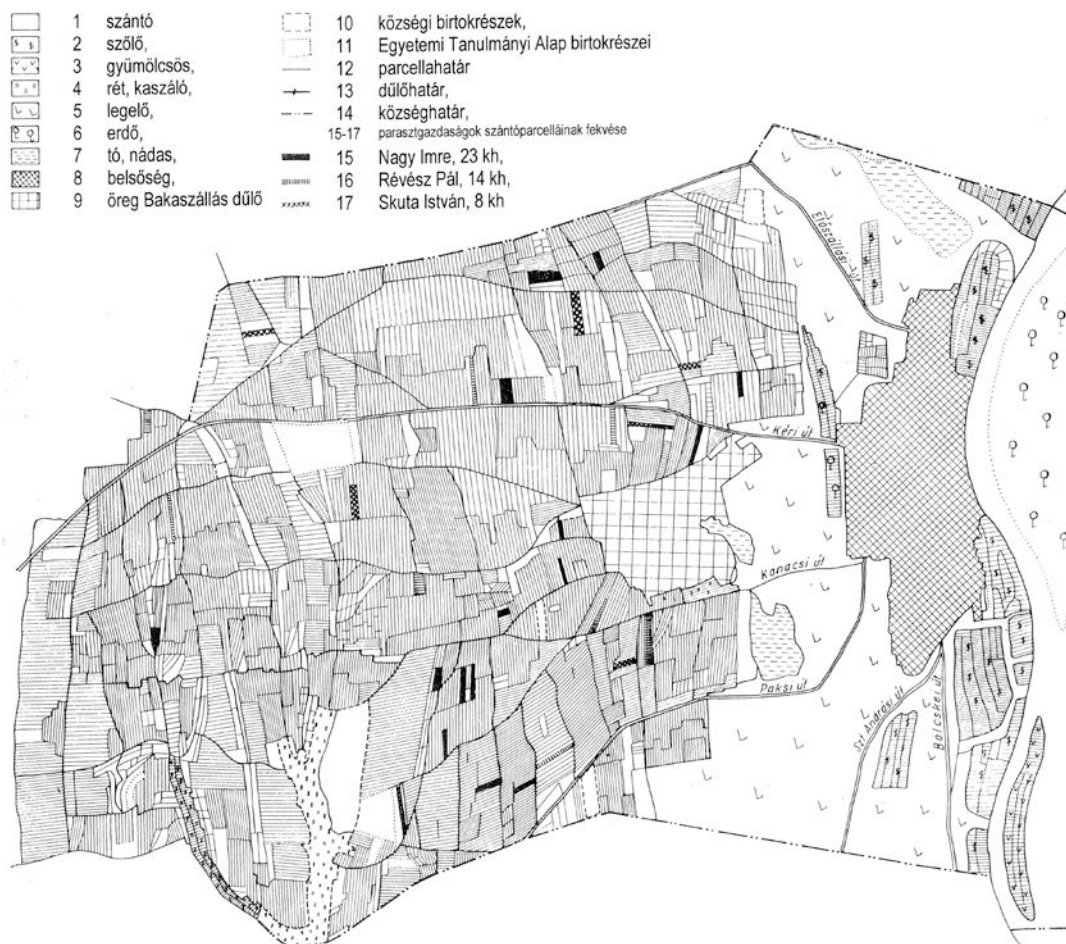 1 szántó
2 szőlő,
3 gyümölcsös,
4 rét, kaszáló,
5 legelő,
6 erdő,
7 tó, nádas,
8 belsőség,
9 öreg Bakaszállás dűlő
10 községi birtokrészek,
11 Egyetemi Tanulmányi Alap birtokrészei
12 parcellahatár
13 dűlőhatár,
14 községhatár,
15-17 parasztgazdaságok szántóparcelláinak fekvése
15 Nagy Imre, 23 kh,
16 Révész Pál, 14 kh,
17 Skuta István, 8 kh
Előszállási út
Kéri út
Kanacsi út
Paksi út
Szt Andrási út
Bölcskei út